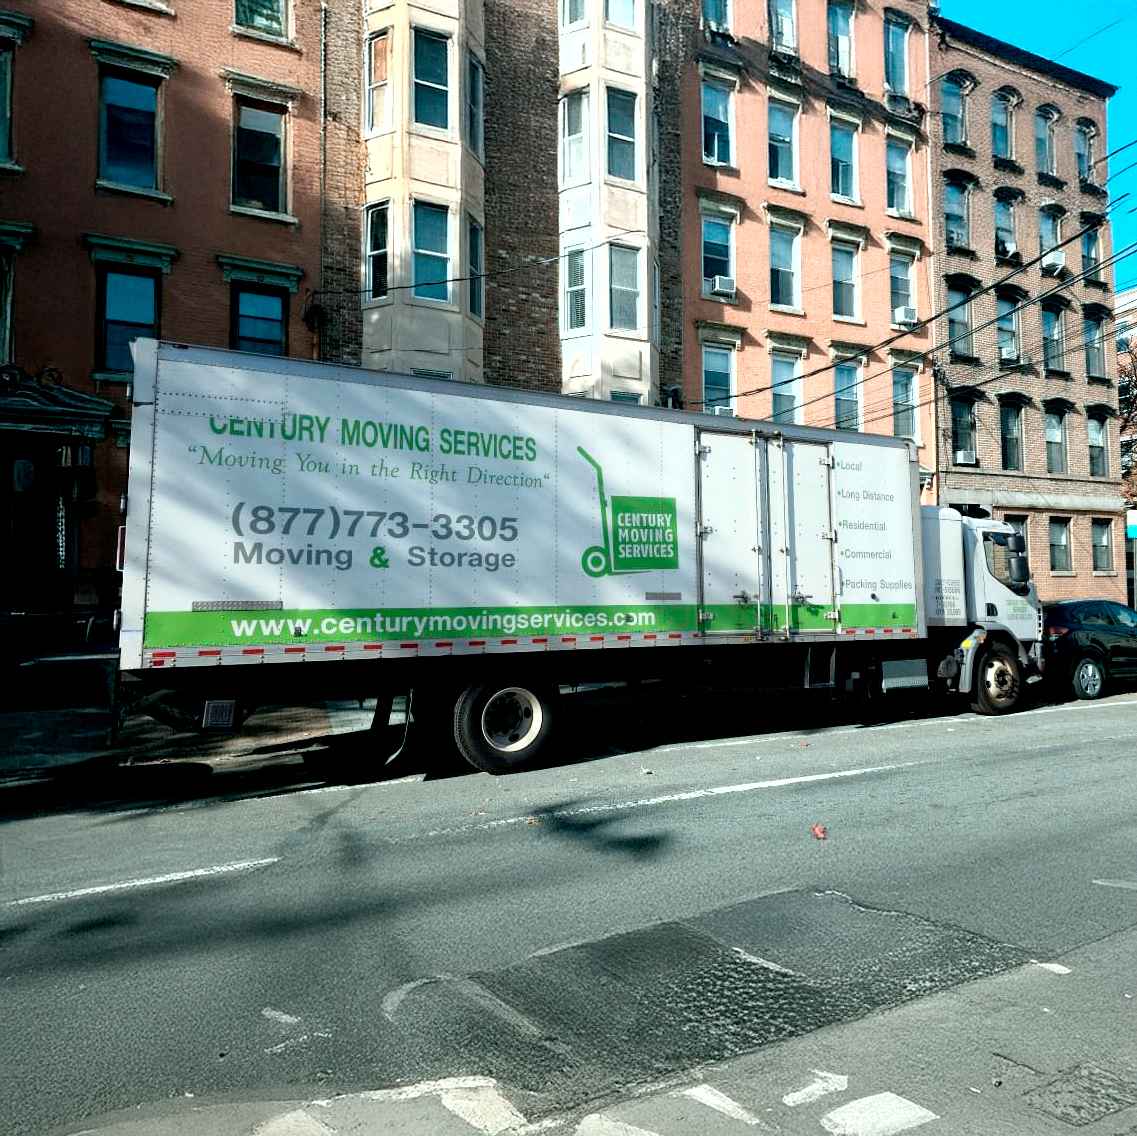 CENTURY MOVING SERVICES
"Moving You in the Right Direction"
(877)773-3305
Moving & Storage
www.centurymovingservices.com
CENTURY
MOVING
SERVICES
•Local
•Long Distance
•Residential
•Commercial
•Packing Supplies